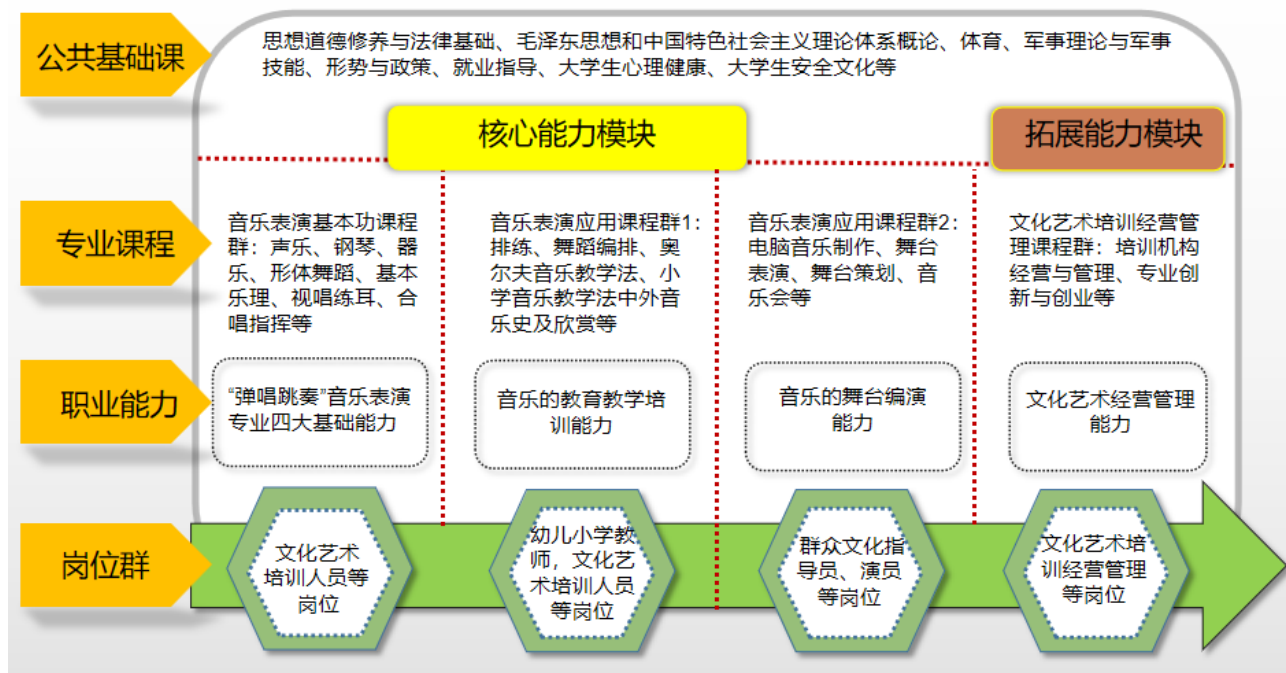 公共基础课
思想道德修养与法律基础、毛泽东思想和中国特色社会主义理论体系概论、体育、军事理论与军事
技能、形势与政策、就业指导、大学生心理健康、大学生安全文化等
核心能力模块
拓展能力模块
专业课程
音乐表演基本功课程
群：声乐、钢琴、器
乐、形体舞蹈、基本
乐理、视唱练耳、合
唱指挥等
音乐表演应用课程群1：
排练、舞蹈编排、奥
尔夫音乐教学法、小
学音乐教学法中外音
乐史及欣赏等
音乐表演应用课程群2：
电脑音乐制作、舞台
表演、舞台策划、音
乐会等
文化艺术培训经营管
理课程群：培训机构
经营与管理、专业创
新与创业等
职业能力
“弹唱跳奏”音乐表演
专业四大基础能力
音乐的教育教学培
训能力
音乐的舞台编演
能力
文化艺术经营管理
能力
岗位群
文化艺术
培训人员等
岗位
幼儿小学教
师，文化艺
术培训人员
等岗位
群众文化指
导员、演员
等岗位
文化艺术培
训经营管理
等岗位